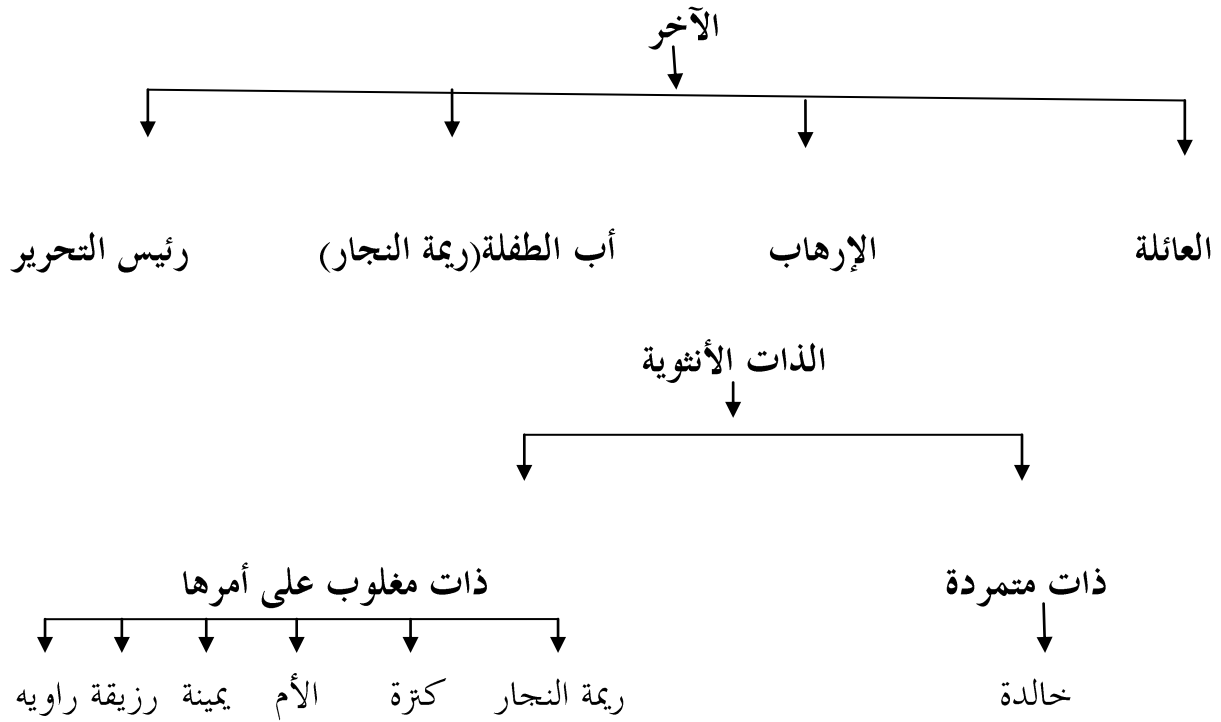 الآخر
العائلة الإرهاب أب الطفلة(ريمة النجار) رئيس التحرير
الذات الأنثوية
ذات متمردة ذات مغلوب على أمرها
خالدة ريمة النجار كنزة الأم يمينة رزيقة راويه